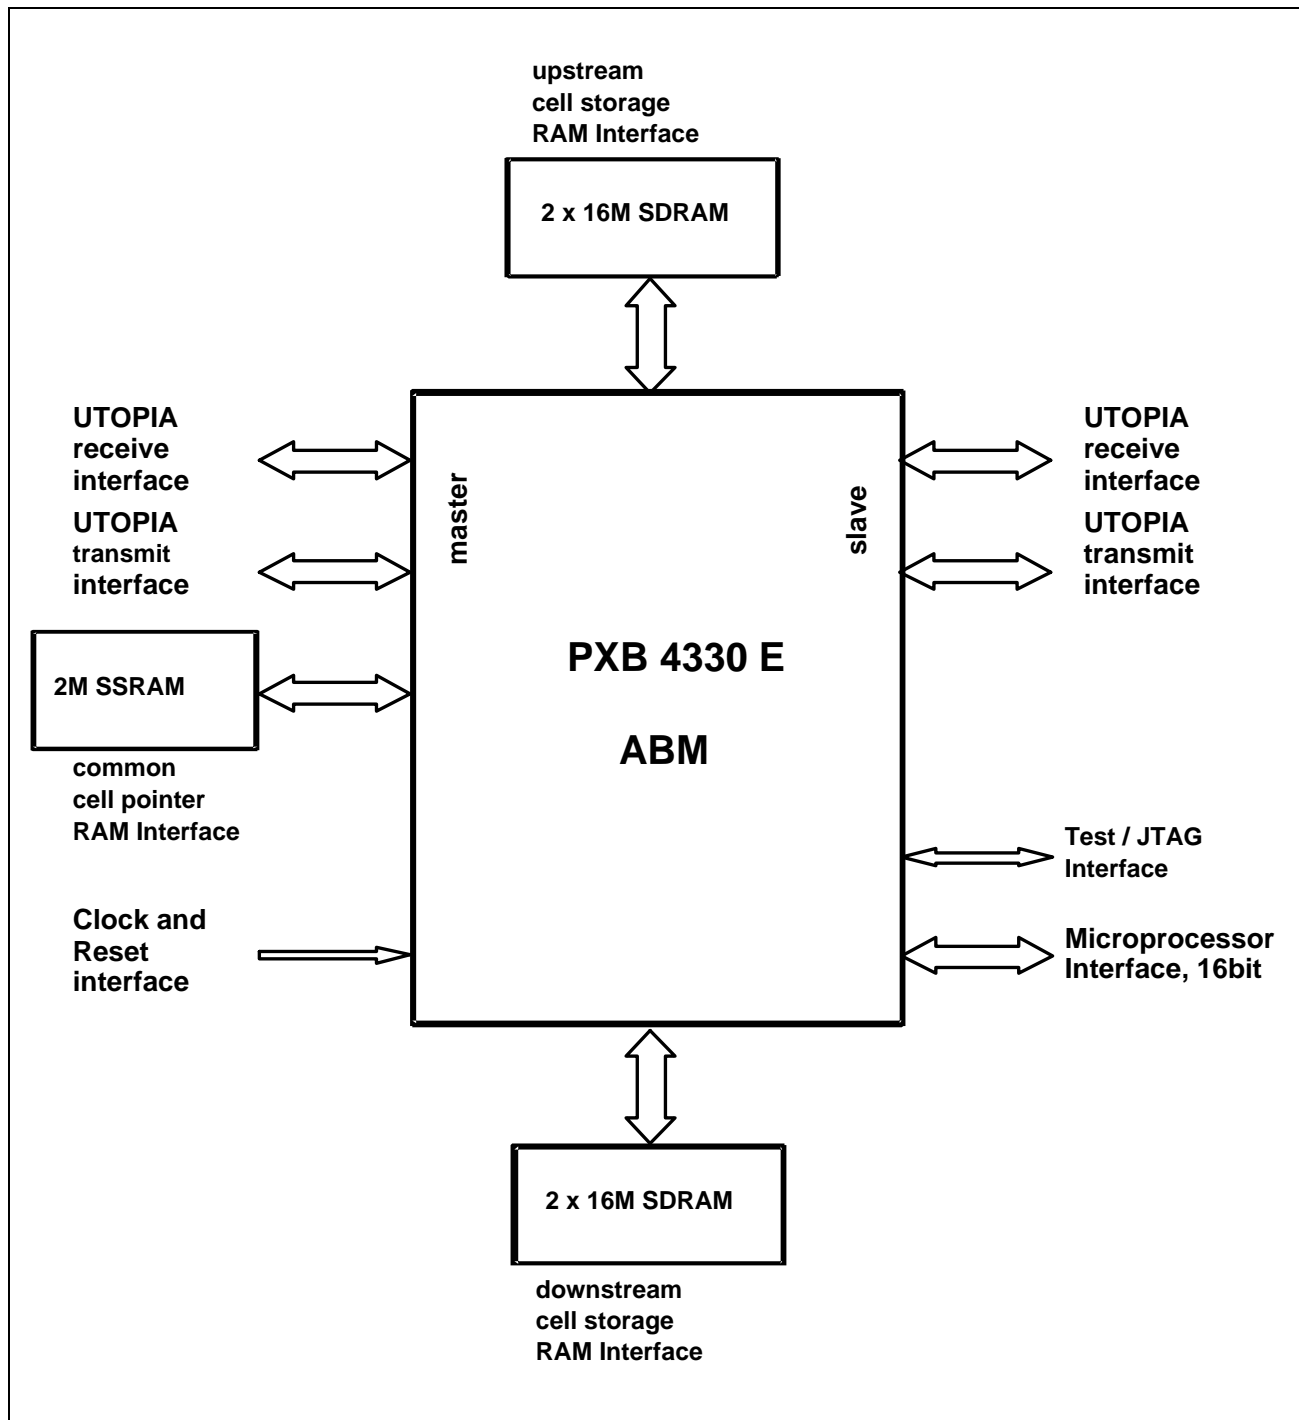 upstream
cell storage
RAM Interface
2 x 16M SDRAM
UTOPIA
receive
interface
UTOPIA
transmit
interface
master
slave
UTOPIA
receive
interface
UTOPIA
transmit
interface
PXB 4330 E
ABM
2M SSRAM
common
cell pointer
RAM Interface
Clock and
Reset
interface
Test / JTAG
Interface
Microprocessor
Interface, 16bit
2 x 16M SDRAM
downstream
cell storage
RAM Interface